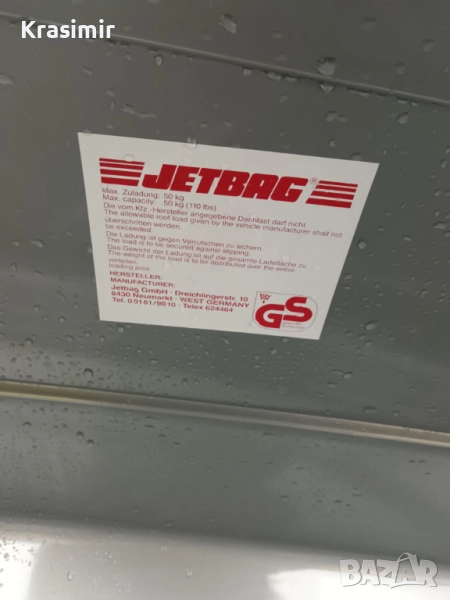 Krasimir
JETBAG®
Max. Zuladung: 50 kg
Max. capacity: 50 kg (110 lbs)
Die vom Kfz.-Hersteller angegebene Dachlast darf nicht
The allowable roof load given by the vehicle manufacturer shall not
überschritten werden.
be exceeded.
Die Ladung ist gegen Verrutschen zu sichern.
The load is to be secured against slipping.
Das Gewicht der Ladung ist auf die gesamte Ladefläche zu
The weight of the load is to be distributed over the entire
verteilen.
loading area.
HERSTELLER:
MANUFACTURER:
Jetbag GmbH · Dreichlingerstr. 10
8430 Neumarkt · WEST GERMANY
Tel. 09181/9010 · Telex 624464
GS
BAZAR